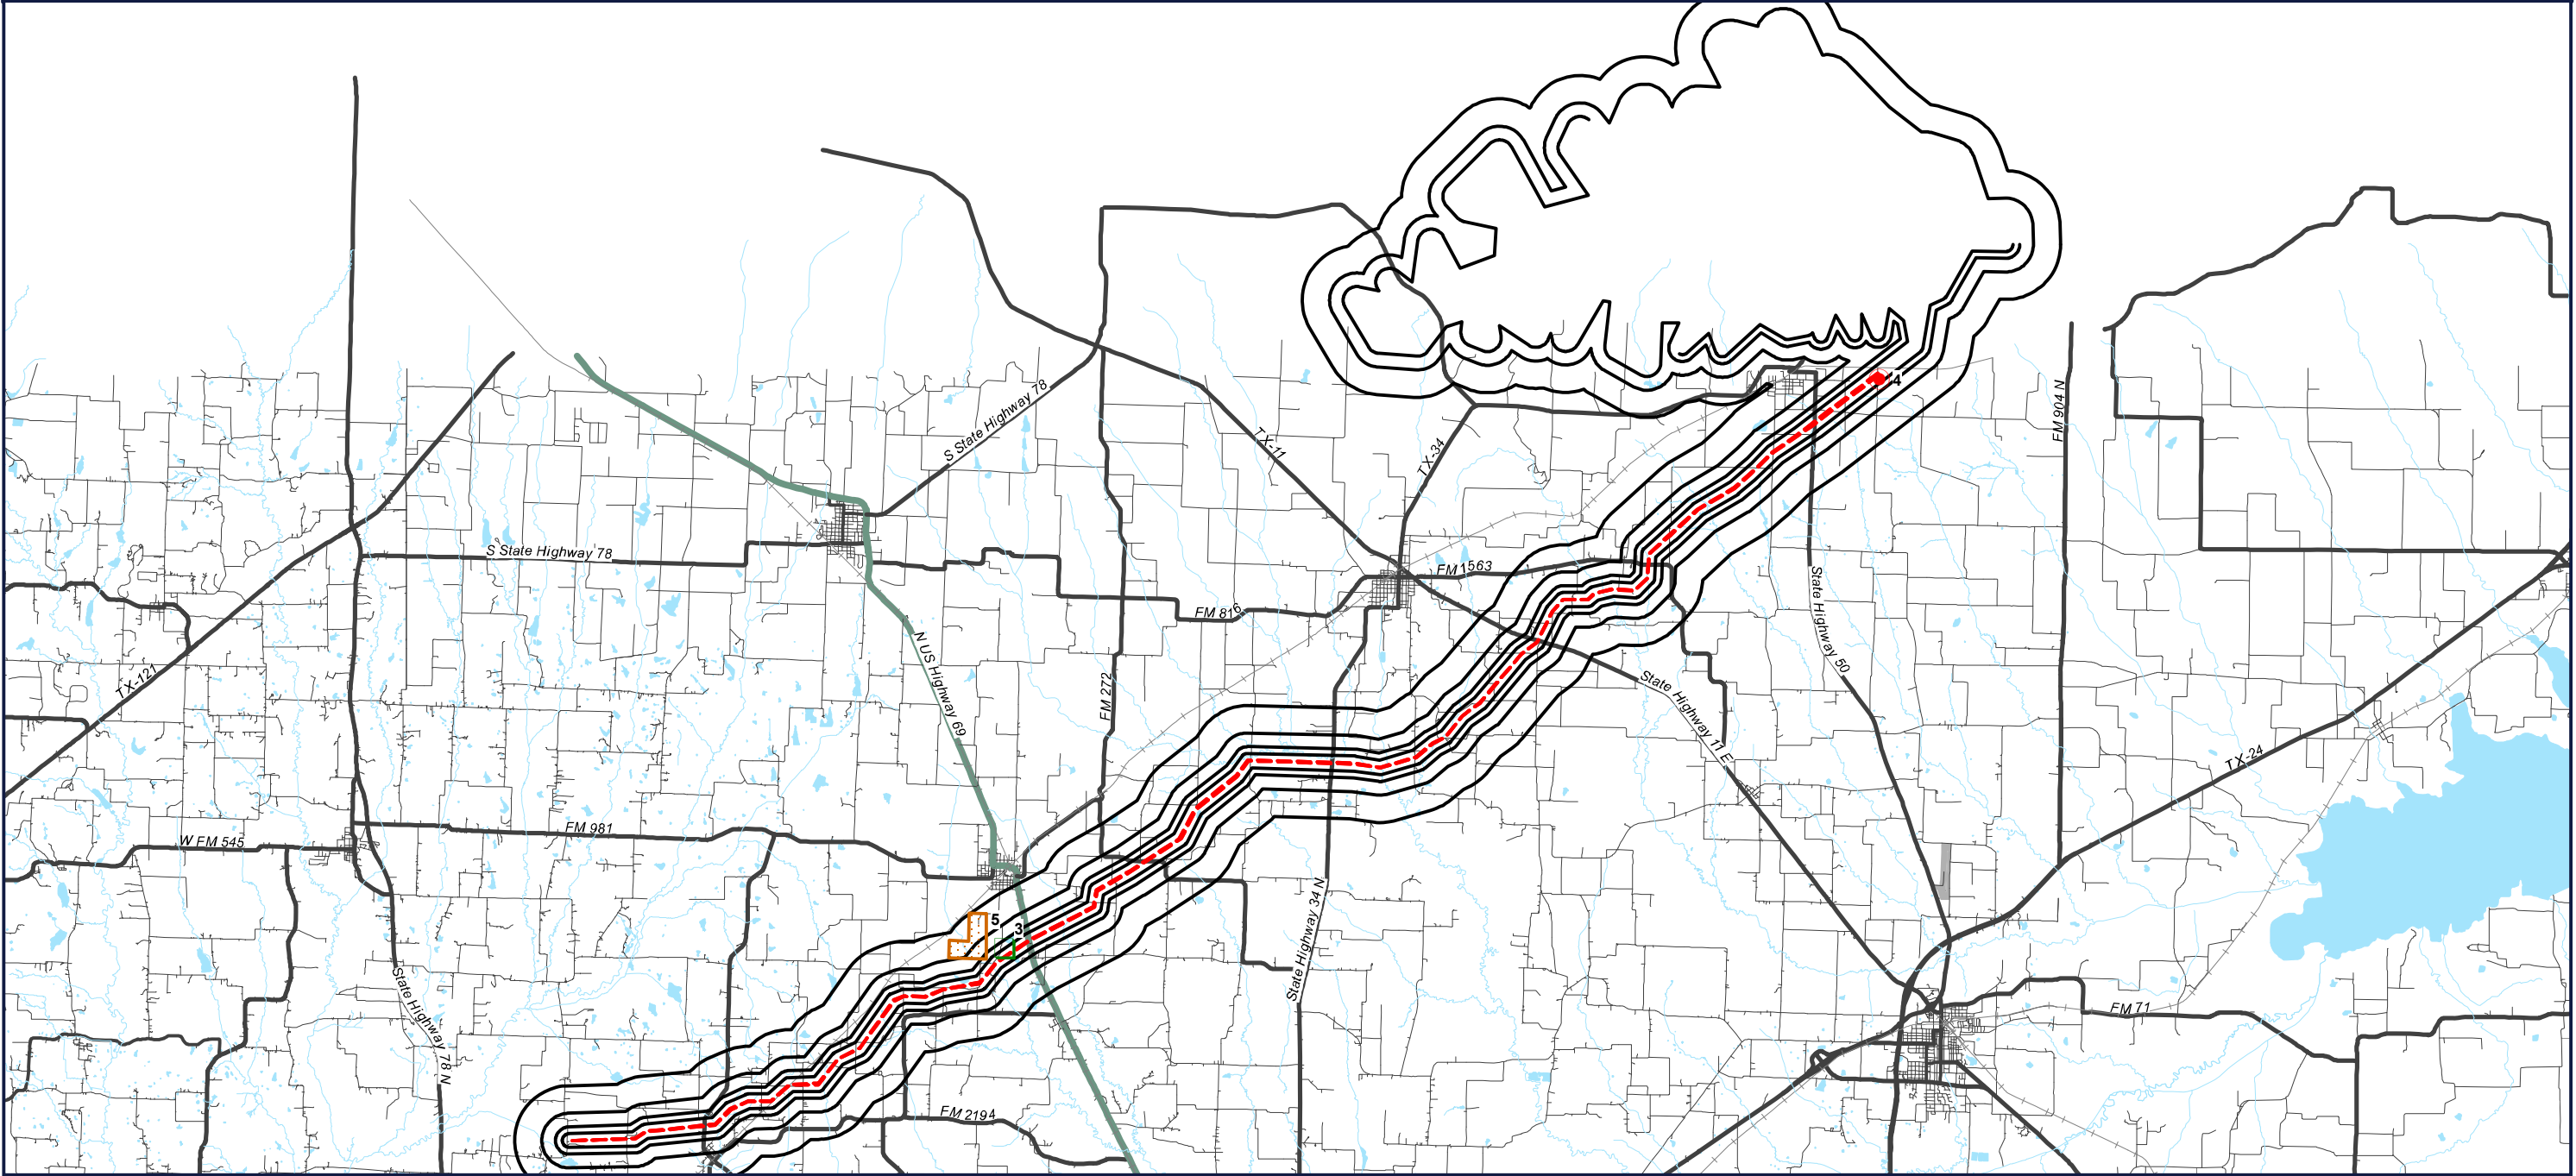 4
FM 904 N
S State Highway 78
TX-11
TX-34
S State Highway 78
FM 1563
FM 816
State Highway 50
N US Highway 69
TX-121
FM 272
State Highway 11 E
TX-24
FM 981
W FM 545
5
3
State Highway 34 N
State Highway 78 N
FM 71
FM 2194